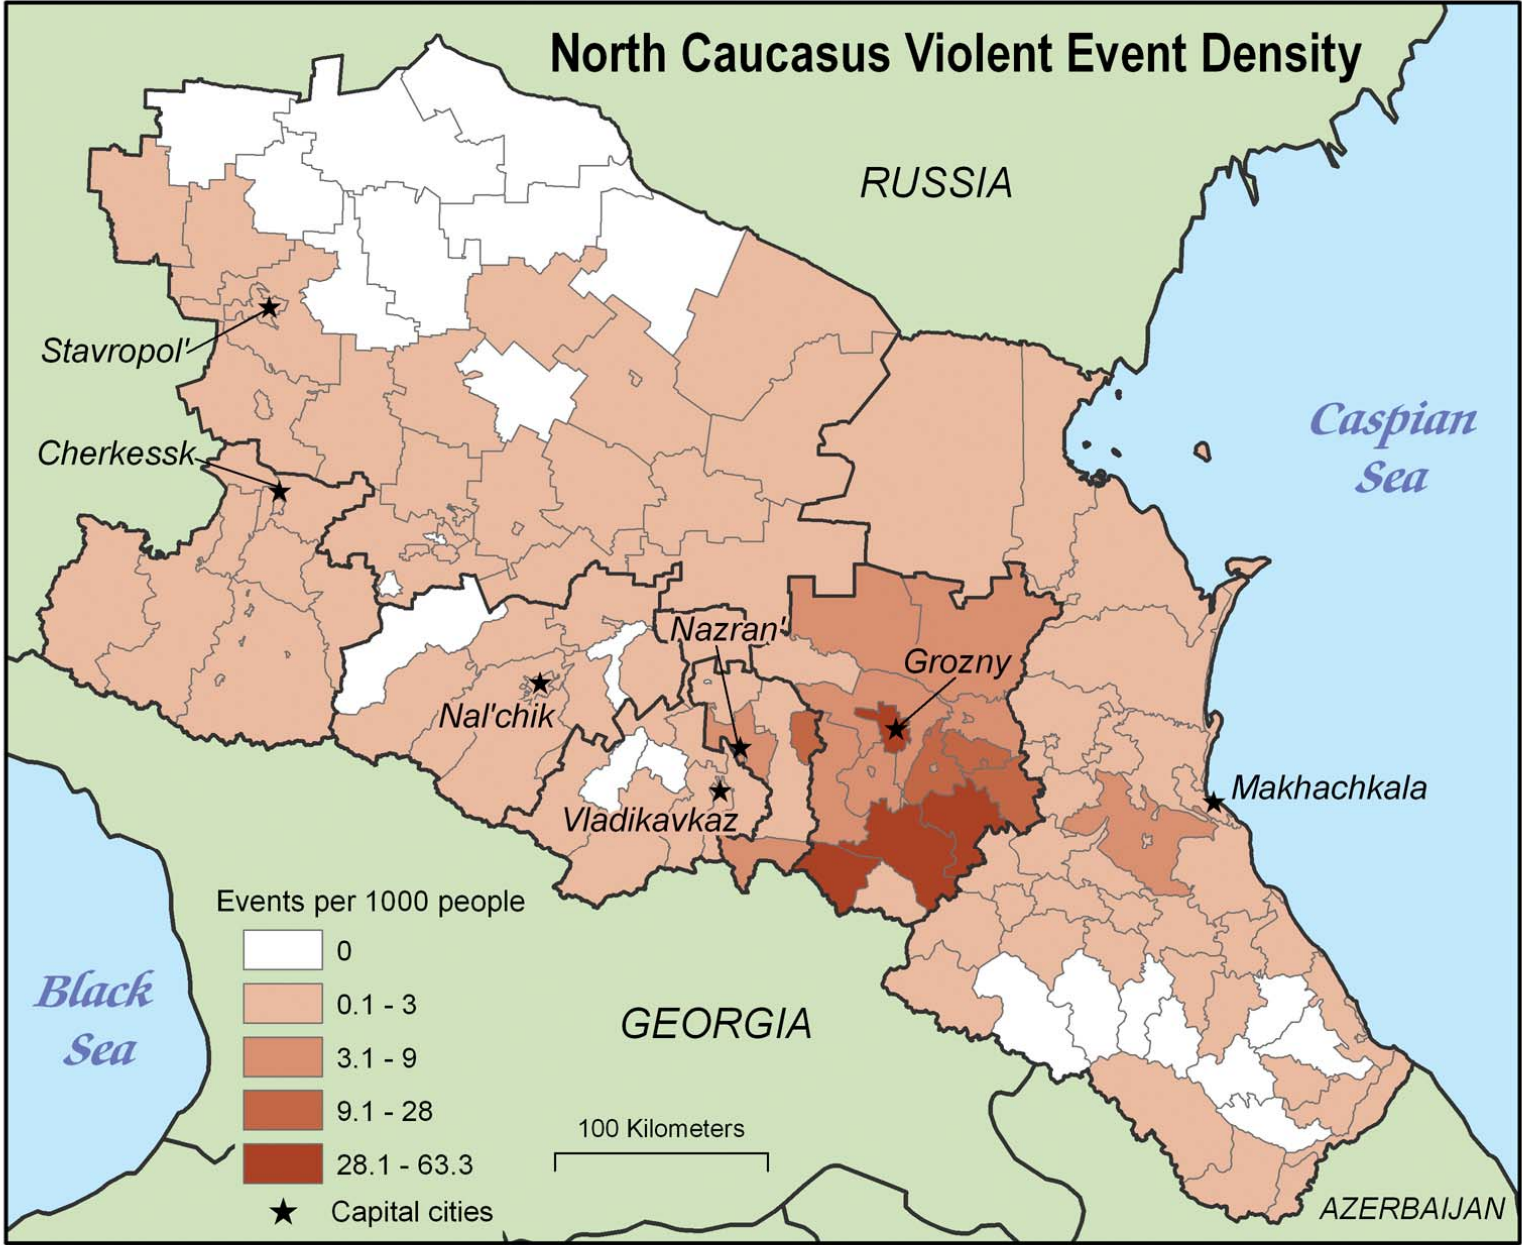 North Caucasus Violent Event Density
RUSSIA
Stavropol'
Caspian
Sea
Cherkessk
Nazran'
Grozny
Nal'chik
Makhachkala
Vladikavkaz
Events per 1000 people
0
0.1 - 3
3.1 - 9
9.1 - 28
28.1 - 63.3
Capital cities
Black
Sea
GEORGIA
100 Kilometers
AZERBAIJAN